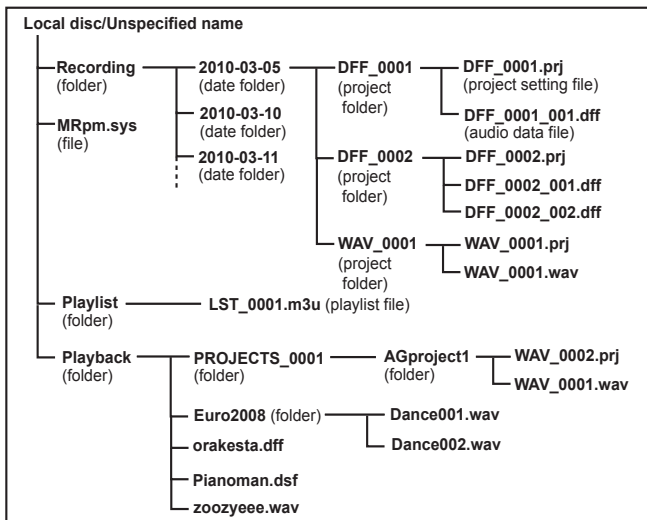 Local disc/Unspecified name
Recording 2010-03-05 DFF_0001 DFF_0001.prj
(folder) (date folder) (project folder) (project setting file)
2010-03-10 DFF_0001_001.dff
MRpm.sys (date folder) (audio data file)
(file) 2010-03-11 DFF_0002 DFF_0002.prj
(date folder) (project folder) DFF_0002_001.dff
DFF_0002_002.dff
WAV_0001 WAV_0001.prj
(project folder) WAV_0001.wav
Playlist LST_0001.m3u (playlist file)
(folder)
Playback PROJECTS_0001 AGproject1 WAV_0002.prj
(folder) (folder) (folder) WAV_0001.wav
Euro2008 (folder) Dance001.wav
orakesta.dff Dance002.wav
Pianoman.dsf
zoozyeee.wav